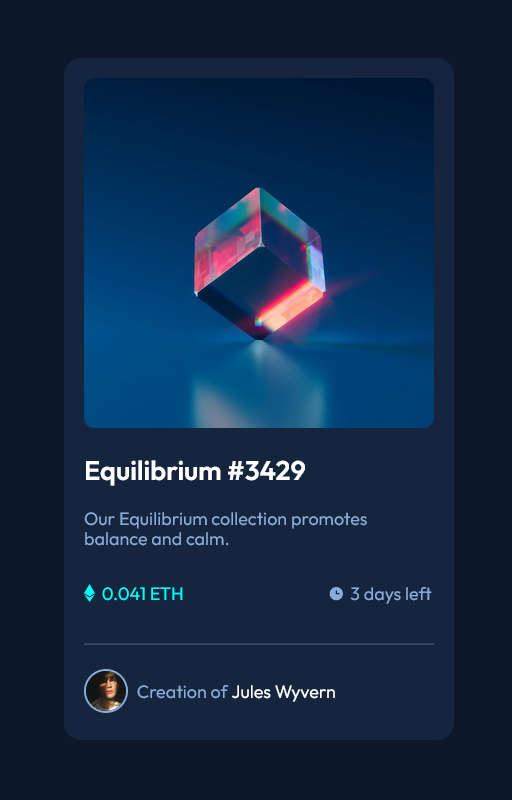 Equilibrium #3429
Our Equilibrium collection promotes
balance and calm.
0.041 ETH
3 days left
Creation of Jules Wyvern